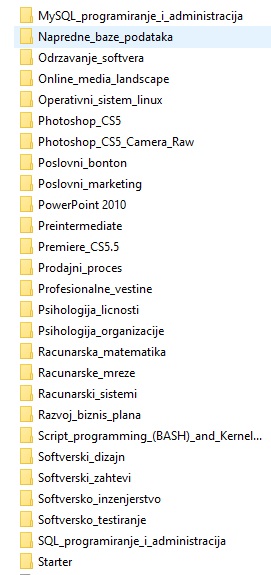 MySQL_programiranje_i_administracija
Napredne_baze_podataka
Odrzavanje_softvera
Online_media_landscape
Operativni_sistem_linux
Photoshop_CS5
Photoshop_CS5_Camera_Raw
Poslovni_bonton
Poslovni_marketing
PowerPoint 2010
Preintermediate
Premiere_CS5.5
Prodajni_proces
Profesionalne_vestine
Psihologija_licnosti
Psihologija_organizacije
Racunarska_matematika
Racunarske_mreze
Racunarski_sistemi
Razvoj_biznis_plana
Script_programming_(BASH)_and_Kernel...
Softverski_dizajn
Softverski_zahtevi
Softversko_inzenjerstvo
Softversko_testiranje
SQL_programiranje_i_administracija
Starter